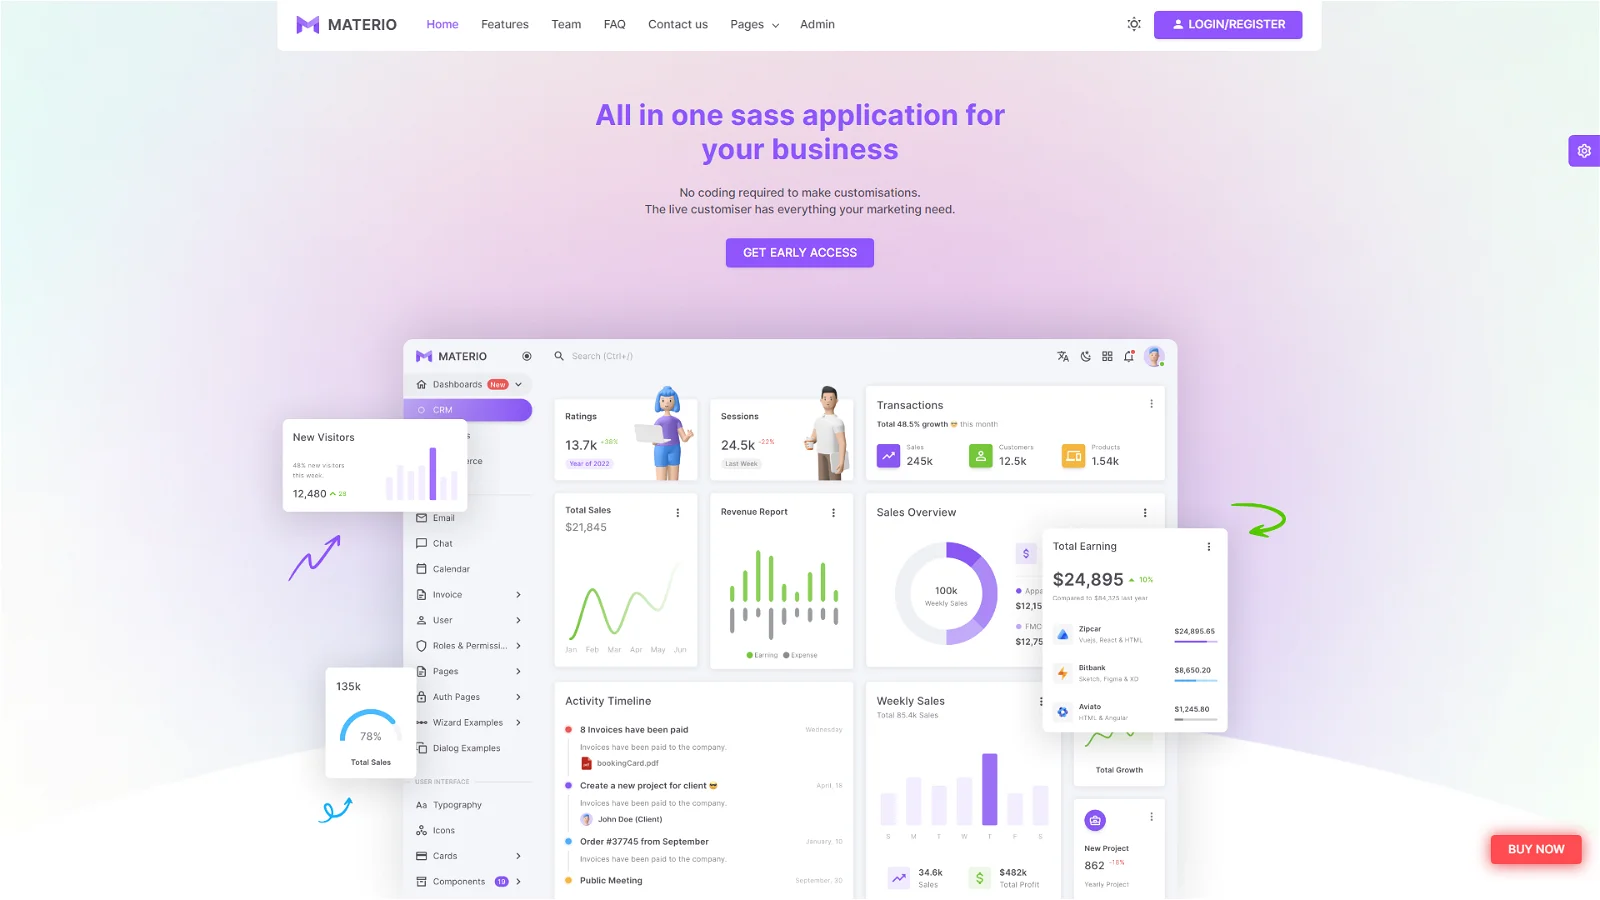 MATERIO
Home
Features
Team
FAQ
Contact us
Pages
Admin
LOGIN/REGISTER
All in one sass application for
your business
No coding required to make customisations.
The live customiser has everything your marketing need.
GET EARLY ACCESS
MATERIO
Search (Ctrl+/)
Dashboards New
CRM
Email
Chat
Calendar
Invoice
User
Roles & Permissi...
Pages
Auth Pages
Wizard Examples
Dialog Examples
USER INTERFACE
Aa Typography
Icons
Cards
Components 19
New Visitors
48% new visitors
this week.
12,480 28
135k
78%
Total Sales
Ratings
13.7k +38%
Year of 2022
Sessions
24.5k -22%
Last Week
Transactions
Total 48.5% growth 😎 this month
Sales
245k
Customers
12.5k
Products
1.54k
Total Sales
$21,845
Jan Feb Mar Apr May Jun
Revenue Report
Earning Expense
Sales Overview
100k
Weekly Sales
$
$12,15
FMC
$12,75
Total Earning
$24,895 10%
Compared to $84,325 last year
Zipcar
Vuejs, React & HTML
$24,895.65
Bitbank
Sketch, Figma & XD
$8,650.20
Aviato
HTML & Angular
$1,245.80
Activity Timeline
8 Invoices have been paid
Wednesday
Invoices have been paid to the company.
bookingCard.pdf
Create a new project for client 😎
April, 18
Invoices have been paid to the company.
John Doe (Client)
Order #37745 from September
January, 10
Invoices have been paid to the company.
Public Meeting
September, 30
Weekly Sales
Total 85.4k Sales
S M T W T F S
34.6k
Sales
$
$482k
Total Profit
Total Growth
New Project
862 -18%
Yearly Project
BUY NOW